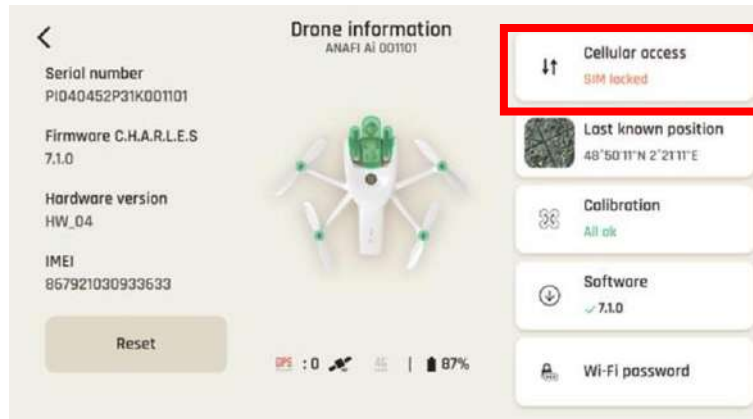 Drone information
ANAFI Ai 001101
Serial number
PI040452P31K001101
Firmware C.H.A.R.L.E.S
7.1.0
Hardware version
HW_04
IMEI
867921030933633
Reset
GPS : 0
4G
| 87%
Cellular access
SIM locked
Last known position
48°50'11"N 2°21'11"E
Calibration
All ok
Software
7.1.0
Wi-Fi password